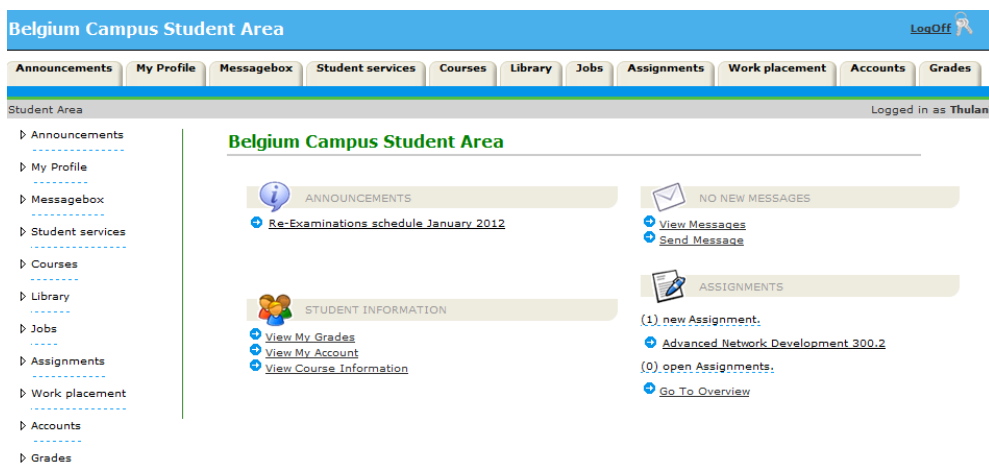 Belgium Campus Student Area
LogOff
Announcements My Profile Messagebox Student services Courses Library Jobs Assignments Work placement Accounts Grades
Student Area
Logged in as Thulan
Announcements
My Profile
Messagebox
Student services
Courses
Library
Jobs
Assignments
Work placement
Accounts
Grades
Belgium Campus Student Area
ANNOUNCEMENTS
Re-Examinations schedule January 2012
STUDENT INFORMATION
View My Grades
View My Account
View Course Information
NO NEW MESSAGES
View Messages
Send Message
ASSIGNMENTS
(1) new Assignment.
Advanced Network Development 300.2
(0) open Assignments.
Go To Overview